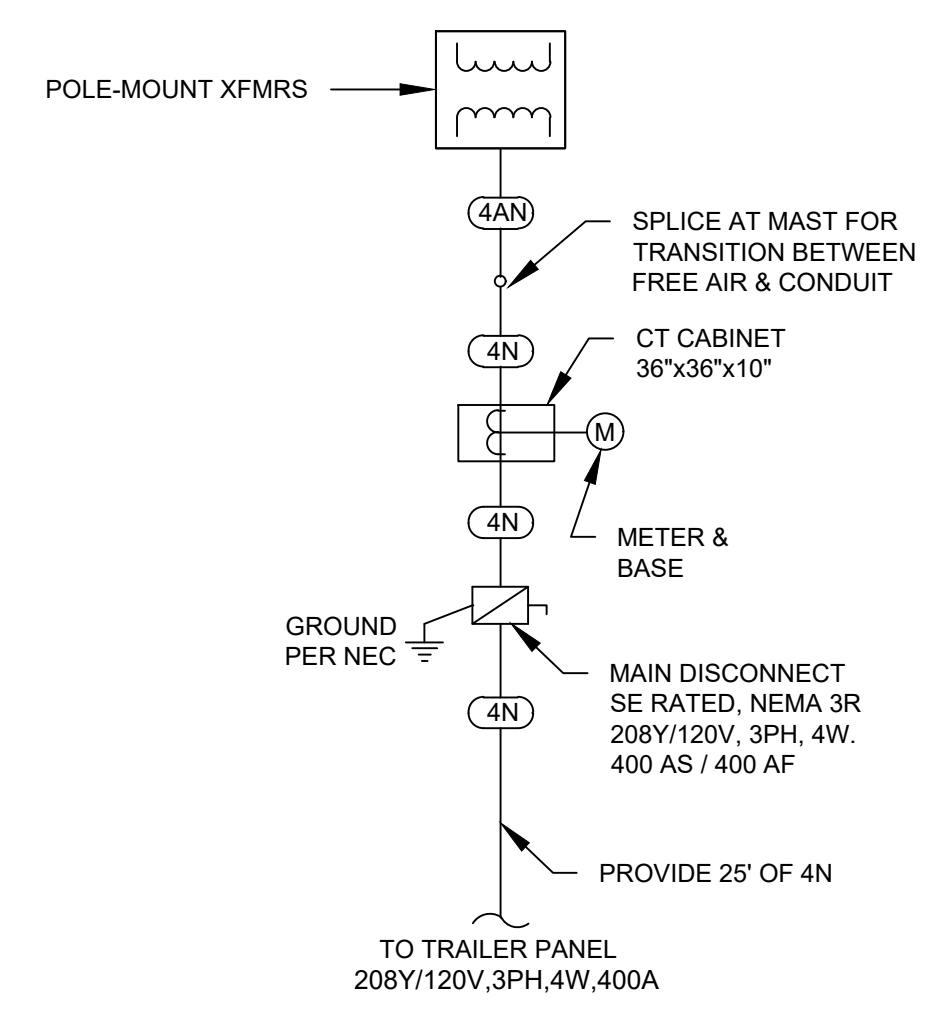 POLE-MOUNT XFMRS
4AN
SPLICE AT MAST FOR
TRANSITION BETWEEN
FREE AIR & CONDUIT
4N
CT CABINET
36"x36"x10"
M
4N
METER &
BASE
GROUND
PER NEC
MAIN DISCONNECT
SE RATED, NEMA 3R
208Y/120V, 3PH, 4W.
400 AS / 400 AF
4N
PROVIDE 25' OF 4N
TO TRAILER PANEL
208Y/120V,3PH,4W,400A